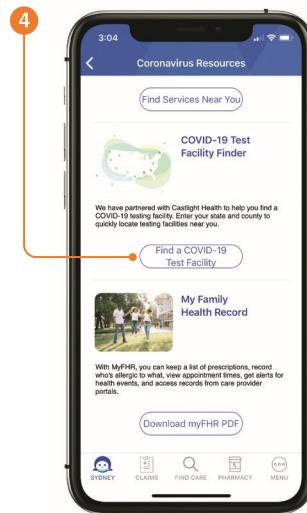 4
3:04
Coronavirus Resources
Find Services Near You
COVID-19 Test
Facility Finder
We have partnered with Castlight Health to help you find a
COVID-19 testing facility. Enter your state and county to
quickly locate testing facilities near you.
Find a COVID-19
Test Facility
My Family
Health Record
With MyFHR, you can keep a list of prescriptions, record
who's allergic to what, view appointment times, get alerts for
health events, and access records from care provider
portals.
Download myFHR PDF
SYDNEY CLAIMS FIND CARE PHARMACY MENU